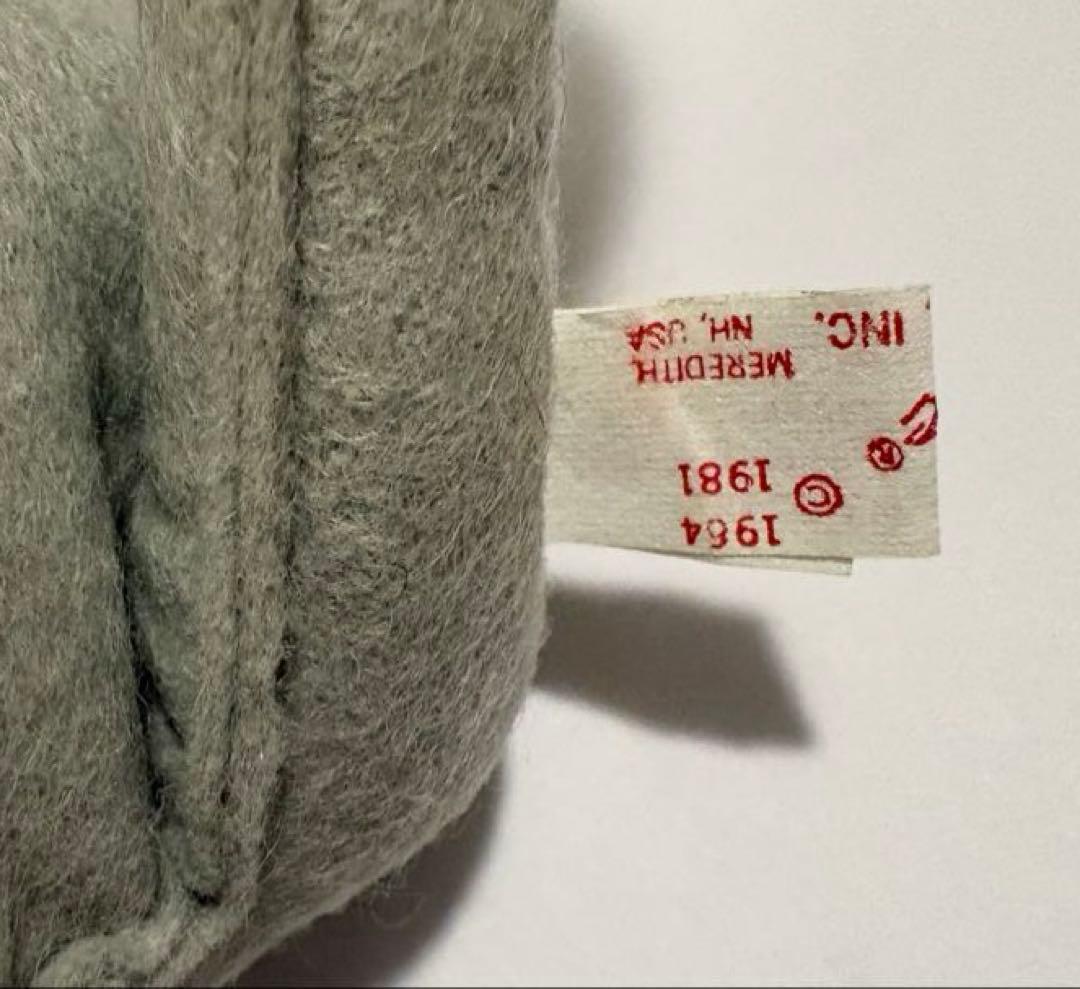 1964
© 1981
®
MEREDITH,
INC. NH, USA